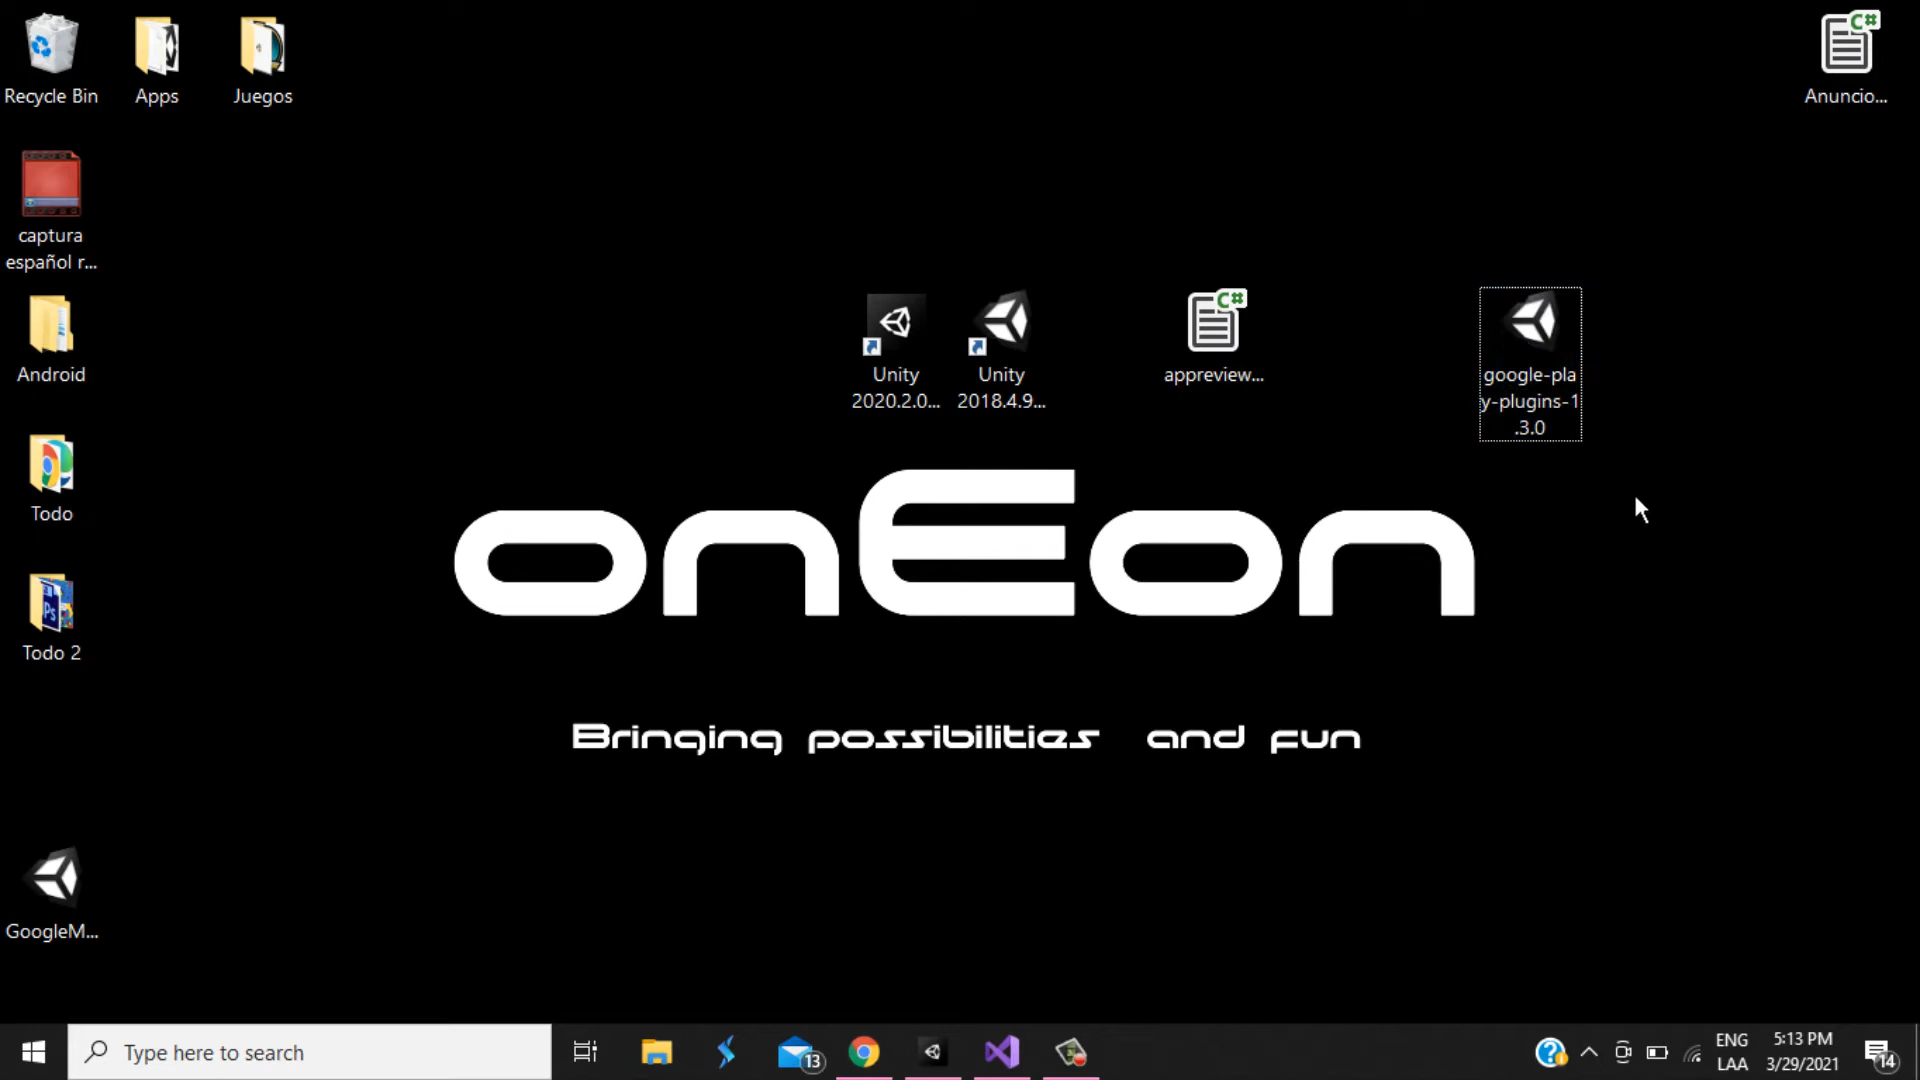 Recycle Bin
Apps
Juegos
Anuncio...
captura
español r...
Android
Unity
2020.2.0...
Unity
2018.4.9...
appreview...
google-pla
y-plugins-1
.3.0
Todo
Todo 2
onEon
Bringing possibilities and fun
GoogleM...
Type here to search
13
ENG
LAA
5:13 PM
3/29/2021
14